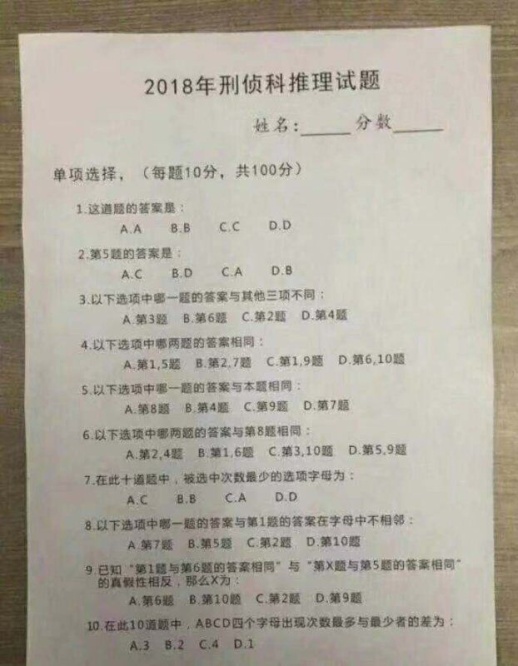 2018年刑侦科推理试题
姓名:_____ 分数_____
单项选择，（每题10分，共100分）
1.这道题的答案是：
A.A B.B C.C D.D
2.第5题的答案是：
A.C B.D C.A D.B
3.以下选项中哪一题的答案与其他三项不同：
A.第3题 B.第6题 C.第2题 D.第4题
4.以下选项中哪两题的答案相同：
A.第1,5题 B.第2,7题 C.第1,9题 D.第6,10题
5.以下选项中哪一题的答案与本题相同：
A.第8题 B.第4题 C.第9题 D.第7题
6.以下选项中哪两题的答案与第8题相同：
A.第2,4题 B.第1,6题 C.第3,10题 D.第5,9题
7.在此十道题中，被选中次数最少的选项字母为：
A.C B.B C.A D.D
8.以下选项中哪一题的答案与第1题的答案在字母中不相邻：
A.第7题 B.第5题 C.第2题 D.第10题
9.已知“第1题与第6题的答案相同”与“第X题与第5题的答案相同”
的真假性相反，那么X为：
A.第6题 B.第10题 C.第2题 D.第9题
10.在此10道题中，ABCD四个字母出现次数最多与最少者的差为：
A.3 B.2 C.4 D.1